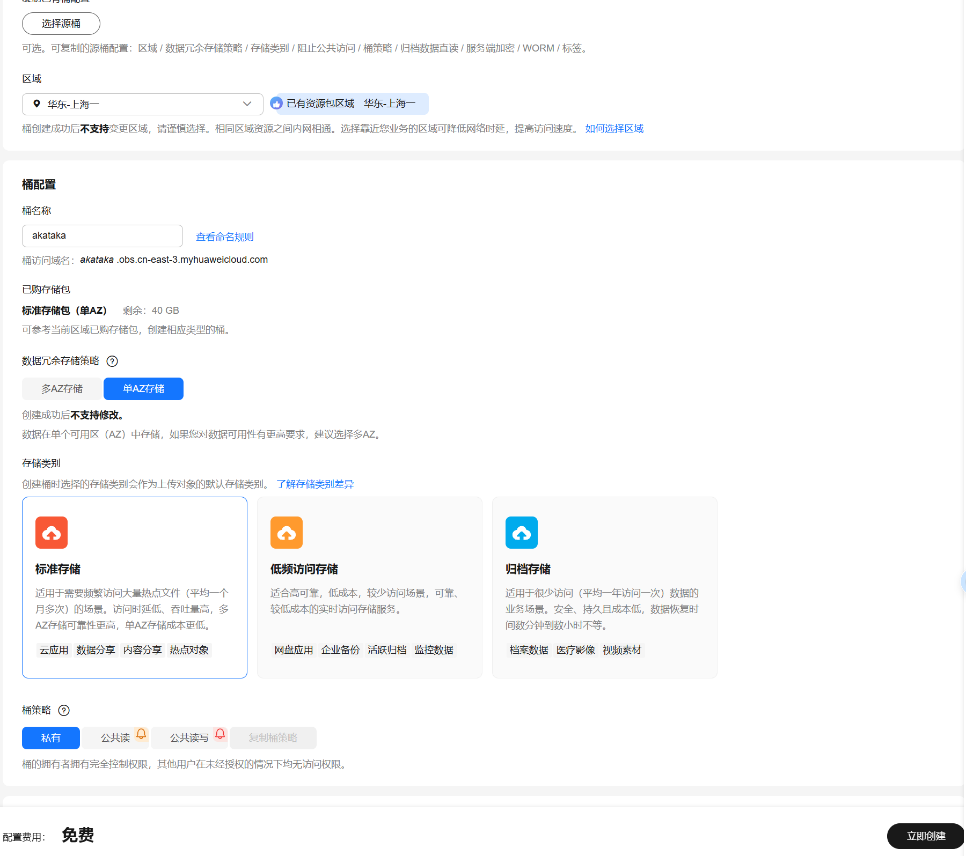 选择源桶
可选。可复制的源桶配置：区域 / 数据冗余存储策略 / 存储类别 / 阻止公共访问 / 桶策略 / 归档数据直读 / 服务端加密 / WORM / 标签。
区域
华东-上海一
已有资源包区域 华东-上海一
桶创建成功后不支持变更区域，请谨慎选择。相同区域资源之间内网相通。选择靠近您业务的区域可降低网络时延，提高访问速度。 如何选择区域
桶配置
桶名称
akataka
查看命名规则
桶访问域名：akataka .obs.cn-east-3.myhuaweicloud.com
已购存储包
标准存储包（单AZ） 剩余：40 GB
可参考当前区域已购存储包，创建相应类型的桶。
数据冗余存储策略 ?
多AZ存储 单AZ存储
创建成功后不支持修改。
数据在单个可用区（AZ）中存储，如果您对数据可用性有更高要求，建议选择多AZ。
存储类别
创建桶时选择的存储类别会作为上传对象的默认存储类别。 了解存储类别差异
标准存储
适用于需要频繁访问大量热点文件（平均一个
月多次）的场景。访问时延低、吞吐量高，多
AZ存储可靠性更高，单AZ存储成本更低。
云应用 数据分享 内容分享 热点对象
低频访问存储
适合高可靠，低成本，较少访问场景，可靠、
较低成本的实时访问存储服务。
网盘应用 企业备份 活跃归档 监控数据
归档存储
适用于很少访问（平均一年访问一次）数据的
业务场景。安全、持久且成本低，数据恢复时
间数分钟到数小时不等。
档案数据 医疗影像 视频素材
桶策略 ?
私有 公共读 公共读写 复制桶策略
桶的拥有者拥有完全控制权限，其他用户在未经授权的情况下均无访问权限。
配置费用： 免费
立即创建